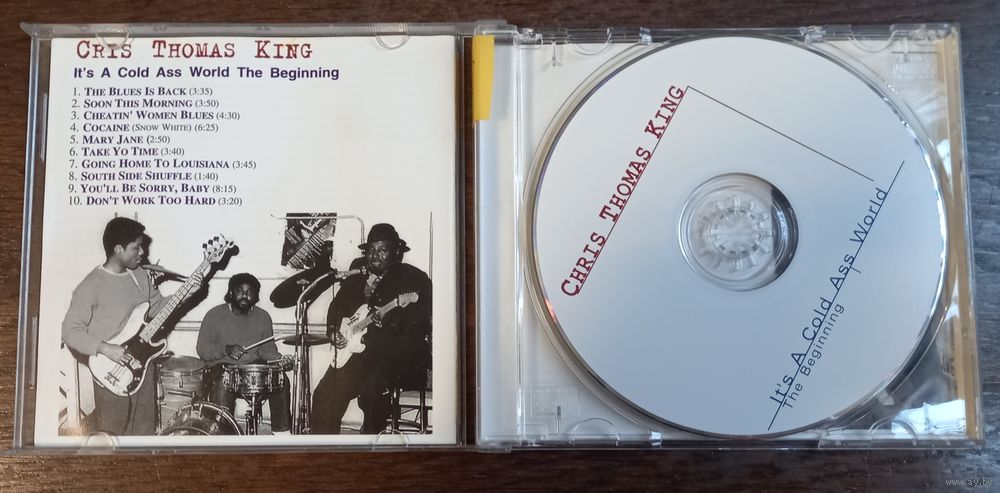 CRIS THOMAS KING
It's A Cold Ass World The Beginning
1. THE BLUES IS BACK (3:35)
2. SOON THIS MORNING (3:50)
3. CHEATIN' WOMEN BLUES (4:30)
4. COCAINE (SNOW WHITE) (6:25)
5. MARY JANE (2:50)
6. TAKE YO TIME (3:40)
7. GOING HOME TO LOUISIANA (3:45)
8. SOUTH SIDE SHUFFLE (1:40)
9. YOU'LL BE SORRY, BABY (8:15)
10. DON'T WORK TOO HARD (3:20)
CHRIS THOMAS KING
It's A Cold Ass World
The Beginning
www.ay.by